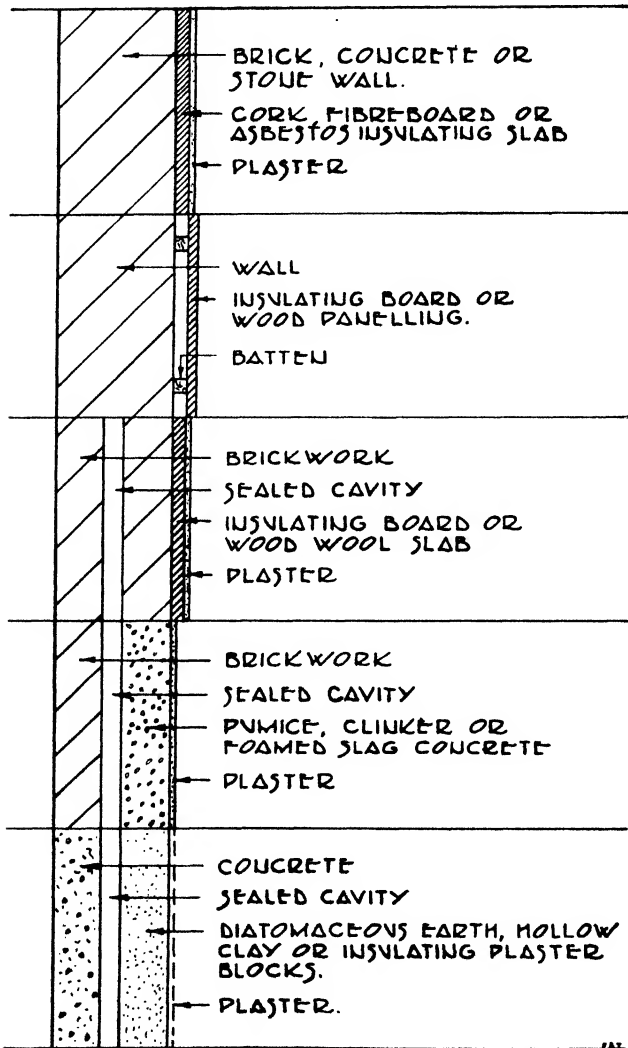 BRICK, CONCRETE OR
STONE WALL.
CORK, FIBREBOARD OR
ASBESTOS INSULATING SLAB
PLASTER
WALL
INSULATING BOARD OR
WOOD PANELLING.
BATTEN
BRICKWORK
SEALED CAVITY
INSULATING BOARD OR
WOOD WOOL SLAB
PLASTER
BRICKWORK
SEALED CAVITY
PUMICE, CLINKER OR
FOAMED SLAG CONCRETE
PLASTER
CONCRETE
SEALED CAVITY
DIATOMACEOUS EARTH, HOLLOW
CLAY OR INSULATING PLASTER
BLOCKS.
PLASTER.